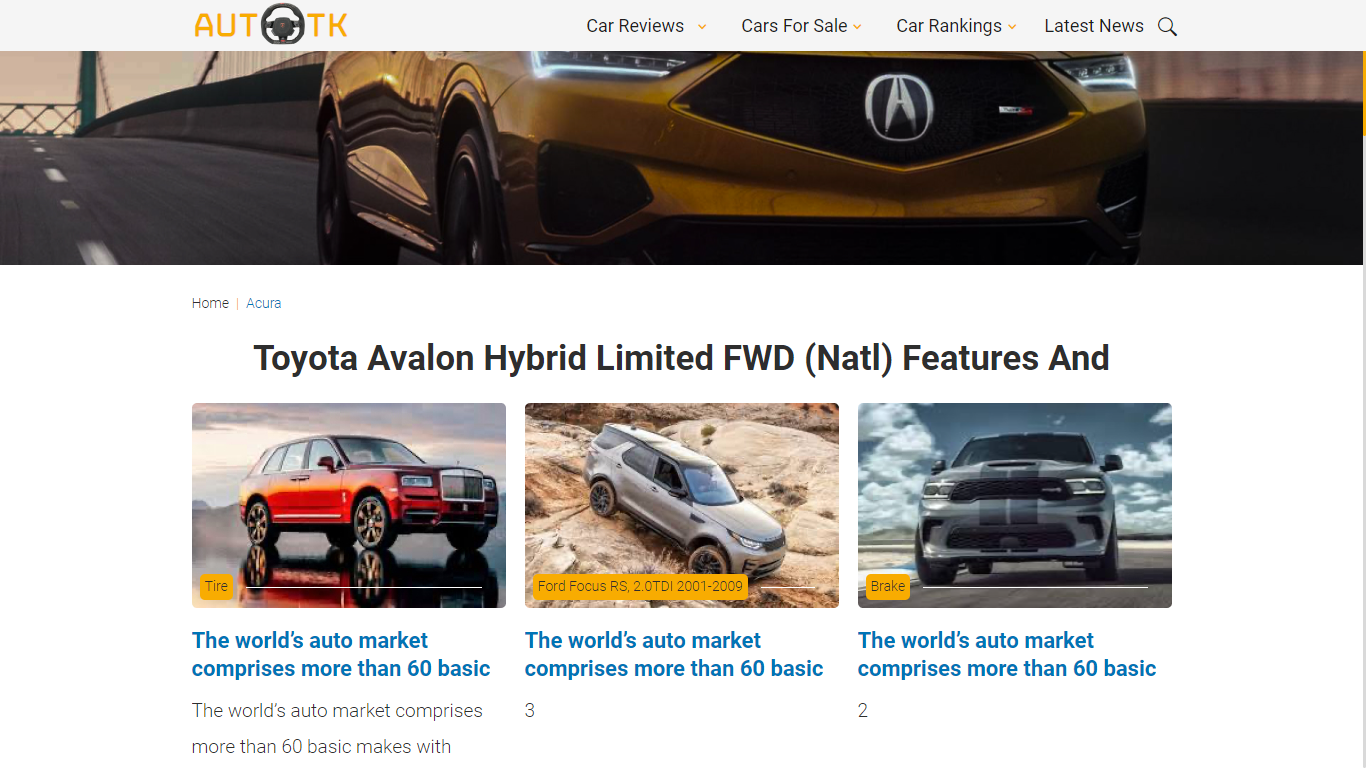 AUTOTK
Car Reviews
Cars For Sale
Car Rankings
Latest News
Home | Acura
Toyota Avalon Hybrid Limited FWD (Natl) Features And
Tire
Ford Focus RS, 2.0TDI 2001-2009
Brake
The world’s auto market
comprises more than 60 basic
The world’s auto market comprises
more than 60 basic makes with
The world’s auto market
comprises more than 60 basic
3
The world’s auto market
comprises more than 60 basic
2